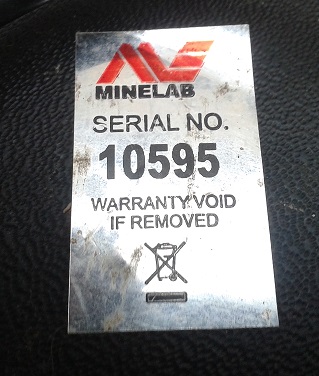 MINELAB
SERIAL NO.
10595
WARRANTY VOID
IF REMOVED